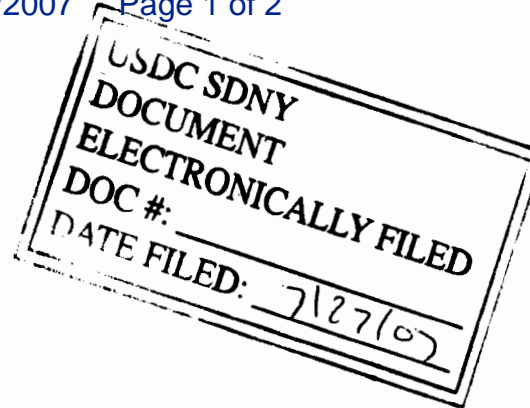 /2007 Page 1 of 2
USDC SDNY
DOCUMENT
ELECTRONICALLY FILED
DOC #:
DATE FILED: 7/27/07